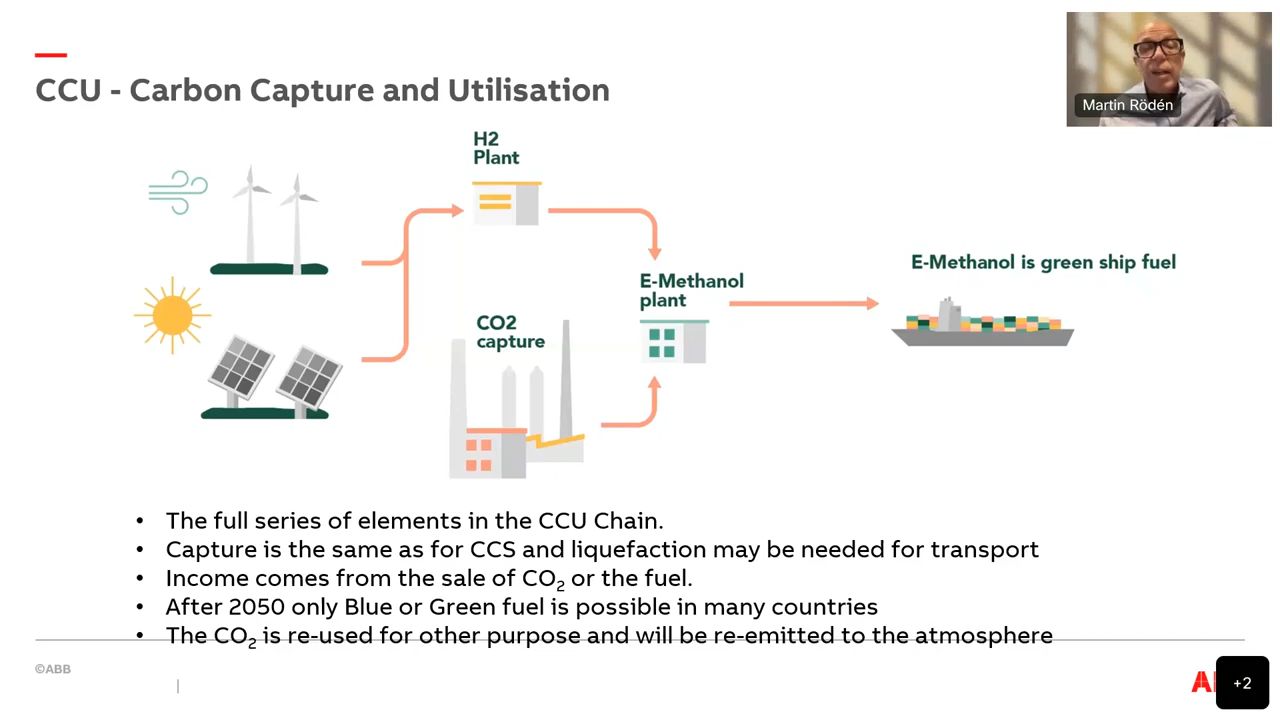 CCU - Carbon Capture and Utilisation
Martin Rödén
H2
Plant
E-Methanol is green ship fuel
E-Methanol
plant
CO2
capture
• The full series of elements in the CCU Chain.
• Capture is the same as for CCS and liquefaction may be needed for transport
• Income comes from the sale of CO₂ or the fuel.
• After 2050 only Blue or Green fuel is possible in many countries
• The CO₂ is re-used for other purpose and will be re-emitted to the atmosphere
©ABB
+2